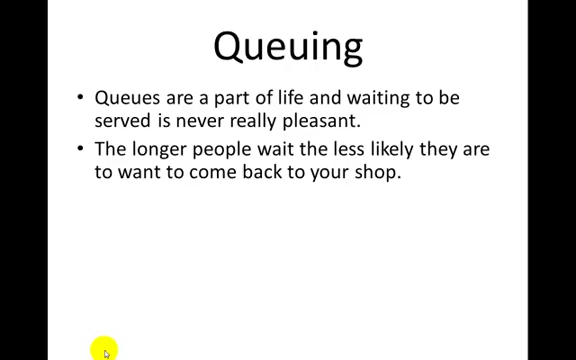 Queuing
• Queues are a part of life and waiting to be
served is never really pleasant.
• The longer people wait the less likely they are
to want to come back to your shop.